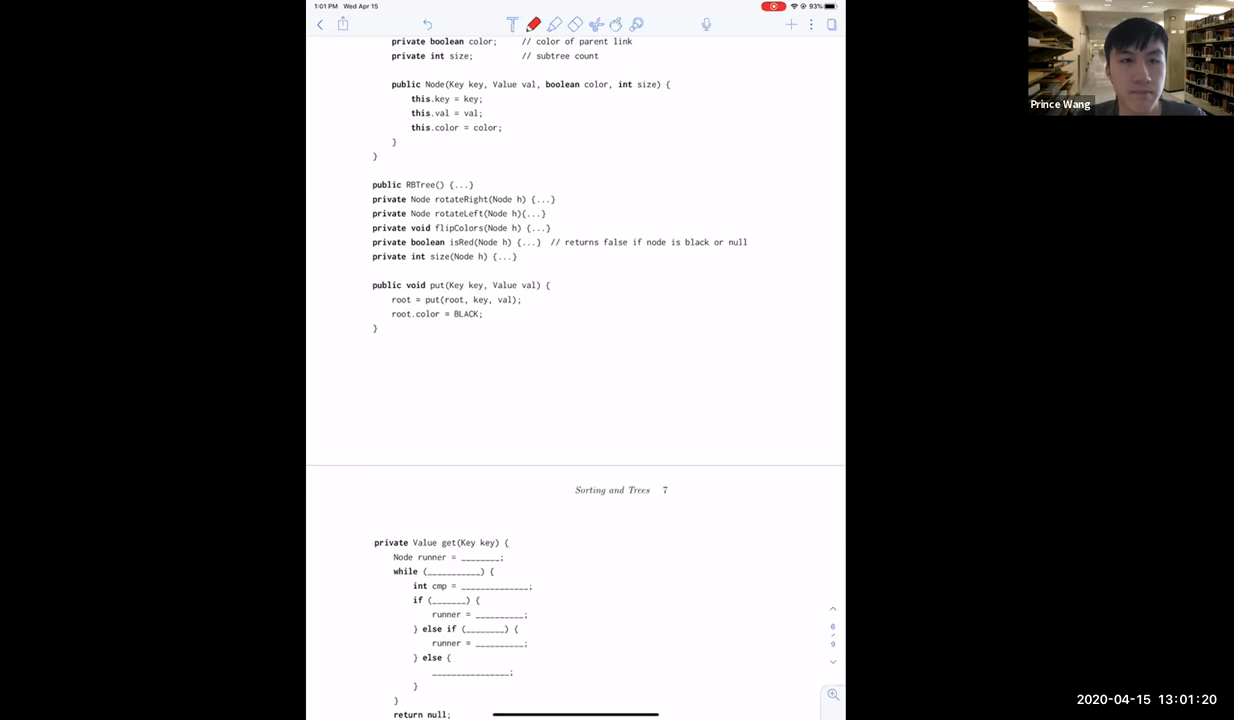 1:01 PM Wed Apr 15
93%
private boolean color; // color of parent link
private int size; // subtree count
public Node(Key key, Value val, boolean color, int size) {
this.key = key;
this.val = val;
this.color = color;
}
}
public RBTree() {...}
private Node rotateRight(Node h) {...}
private Node rotateLeft(Node h){...}
private void flipColors(Node h) {...}
private boolean isRed(Node h) {...} // returns false if node is black or null
private int size(Node h) {...}
public void put(Key key, Value val) {
root = put(root, key, val);
root.color = BLACK;
}
Sorting and Trees 7
private Value get(Key key) {
Node runner = ________;
while (___________) {
int cmp = ______________;
if (_______) {
runner = __________;
} else if (________) {
runner = __________;
} else {
________________;
}
}
return null;
6
/
9
Prince Wang
2020-04-15 13:01:20